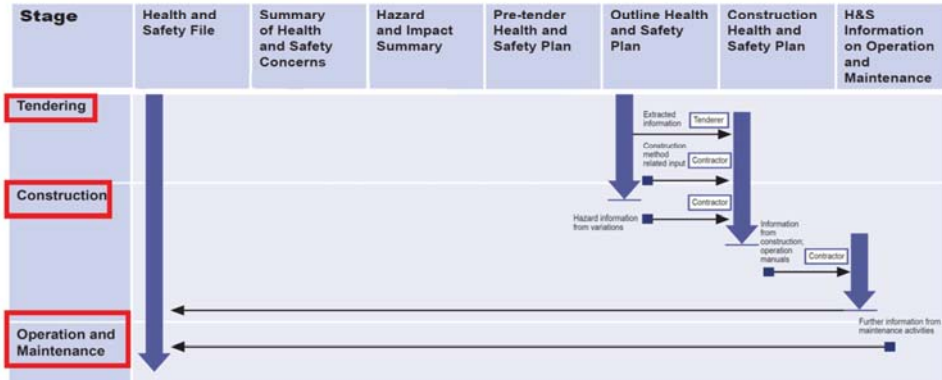 Stage
Health and
Safety File
Summary
of Health
and Safety
Concerns
Hazard
and Impact
Summary
Pre-tender
Health and
Safety Plan
Outline Health
and Safety
Plan
Construction
Health and
Safety Plan
H&S
Information
on Operation
and
Maintenance
Tendering
Extracted
information
Tenderer
Construction
method
related input
Contractor
Construction
Contractor
Hazard information
from variations
Information
from
construction,
operation
manuals
Contractor
Operation and
Maintenance
Further information from
maintenance activities